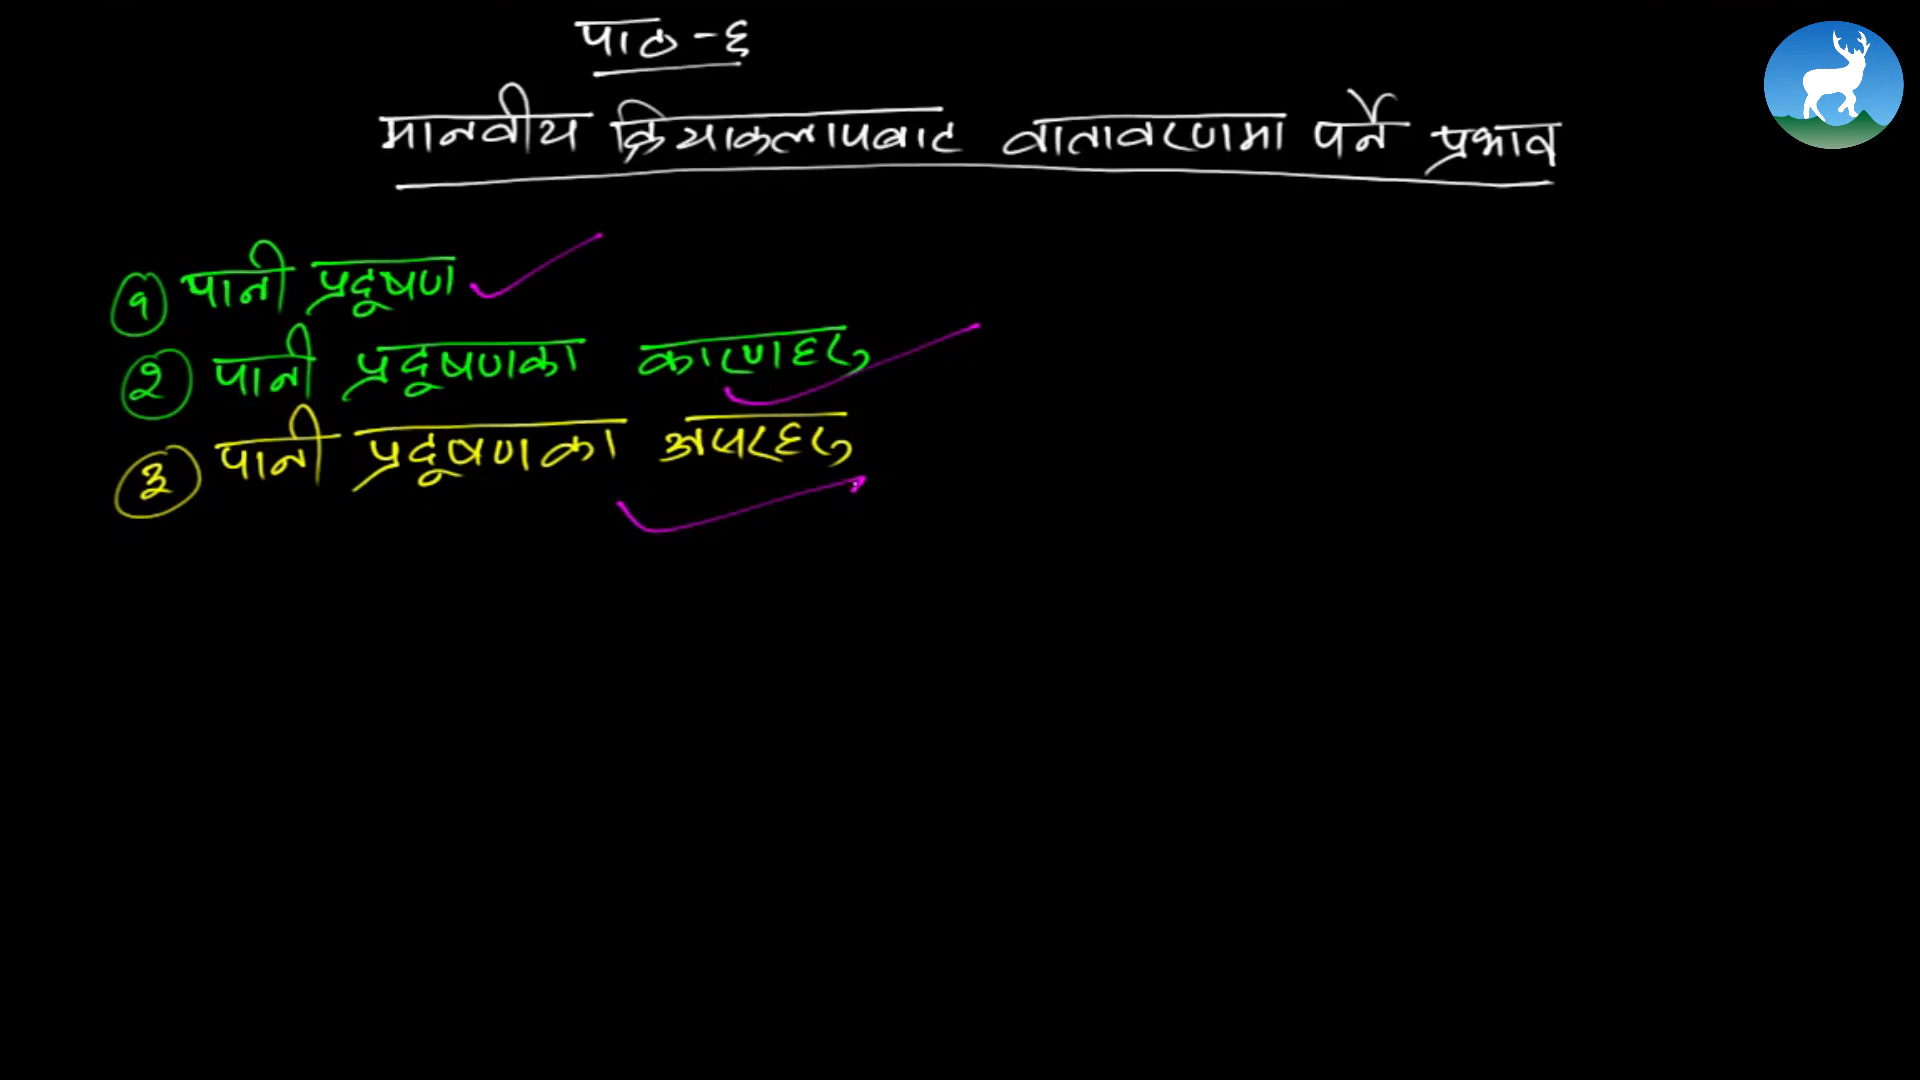 पाठ - ६
मानवीय क्रियाकलापबाट वातावरणमा पर्ने प्रभाव
१ पानी प्रदूषण
२ पानी प्रदूषणका कारणहरू
३ पानी प्रदूषणका असरहरू